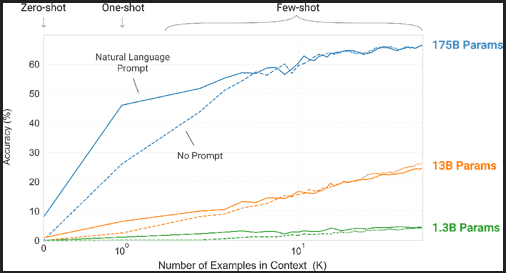 Zero-shot One-shot Few-shot
175B Params
Natural Language
Prompt
No Prompt
13B Params
1.3B Params
Accuracy (%)
60
50
40
30
20
10
0
0 10⁰ 10¹
Number of Examples in Context (K)